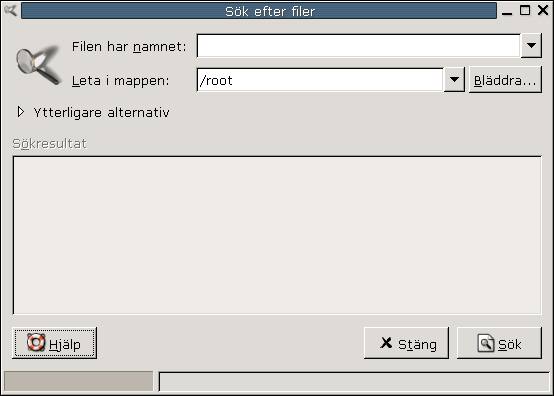 Sök efter filer
Filen har namnet:
Leta i mappen: /root Bläddra...
Ytterligare alternativ
Sökresultat
Hjälp Stäng Sök